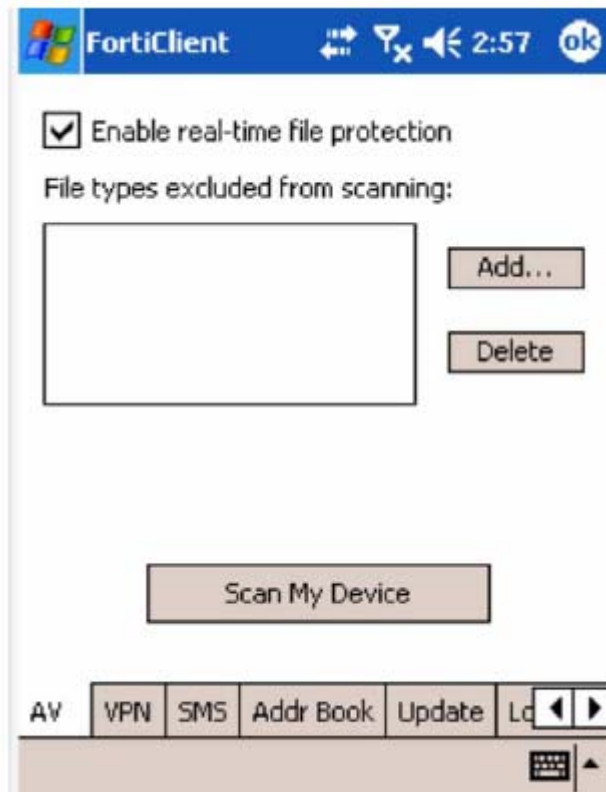 FortiClient 2:57 ok
Enable real-time file protection
File types excluded from scanning:
Add...
Delete
Scan My Device
AV VPN SMS Addr Book Update